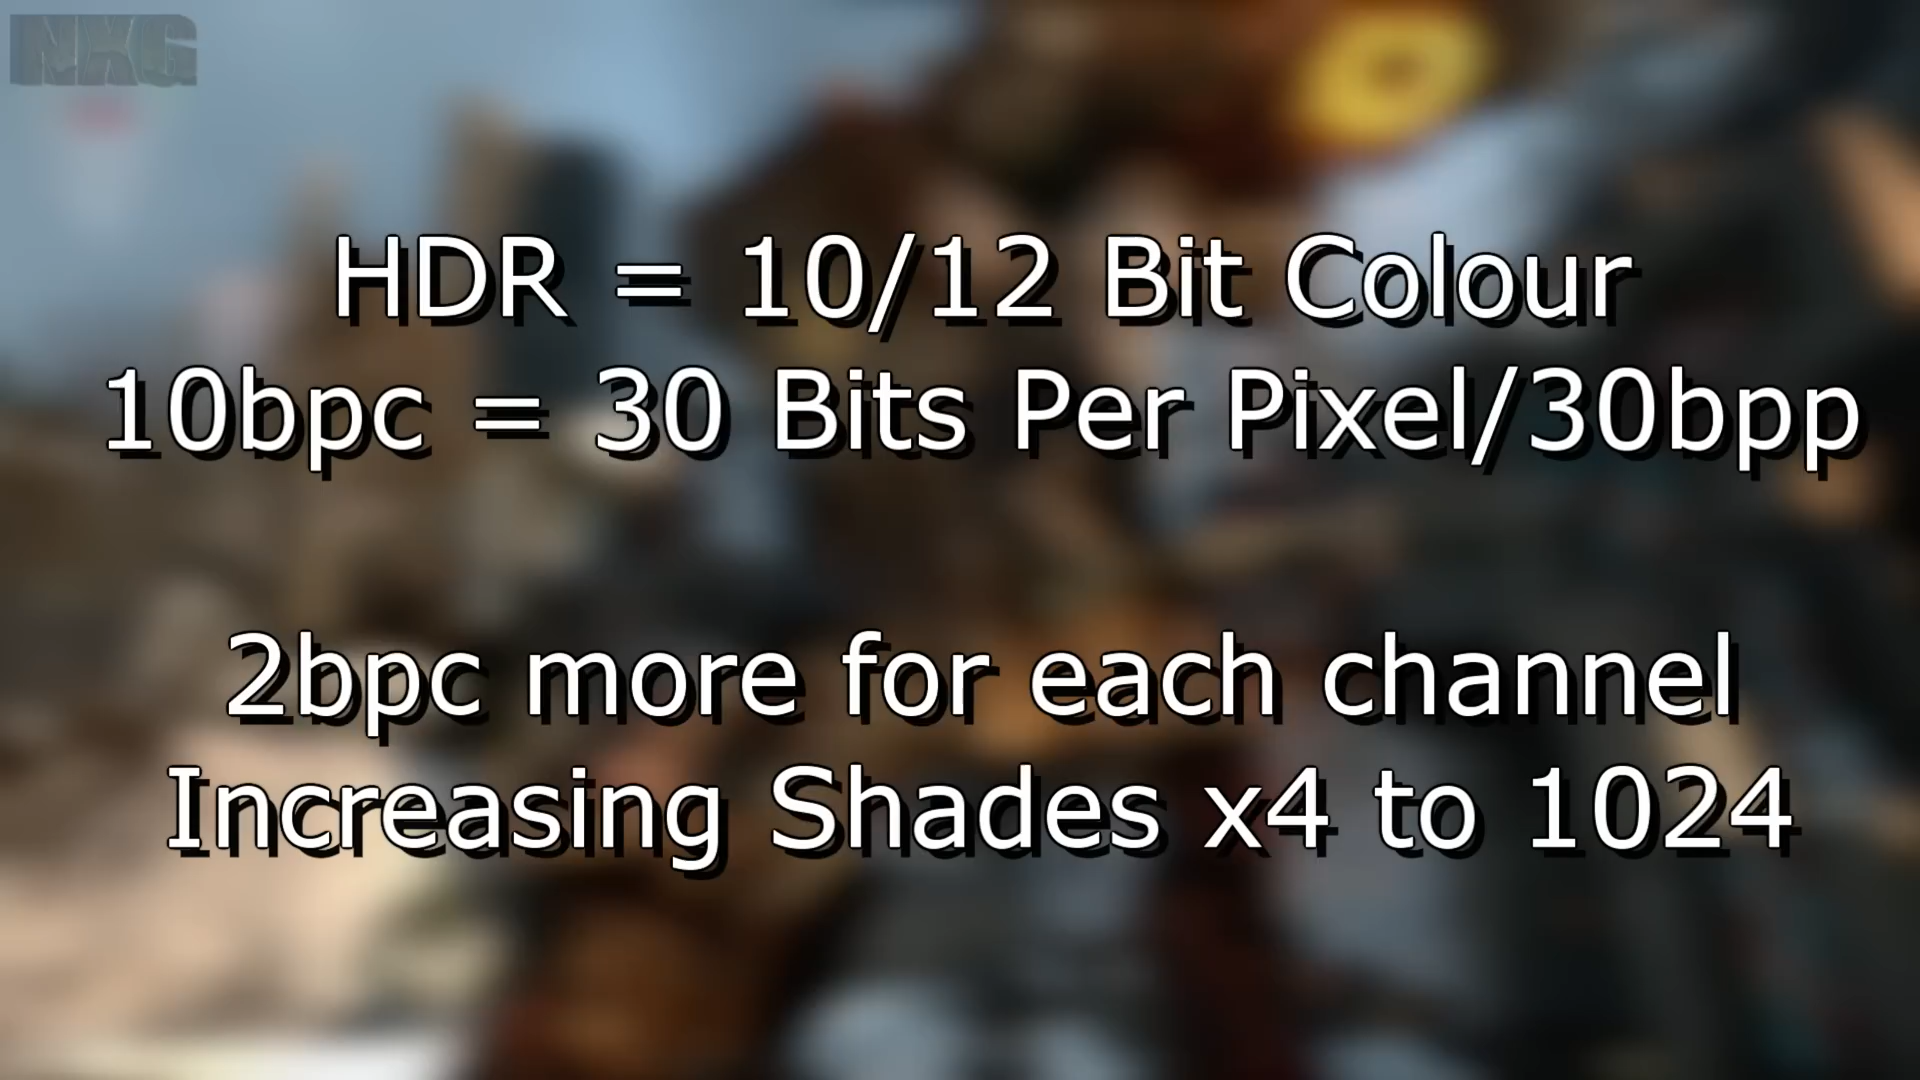 NXG
HDR = 10/12 Bit Colour
10bpc = 30 Bits Per Pixel/30bpp
2bpc more for each channel
Increasing Shades x4 to 1024